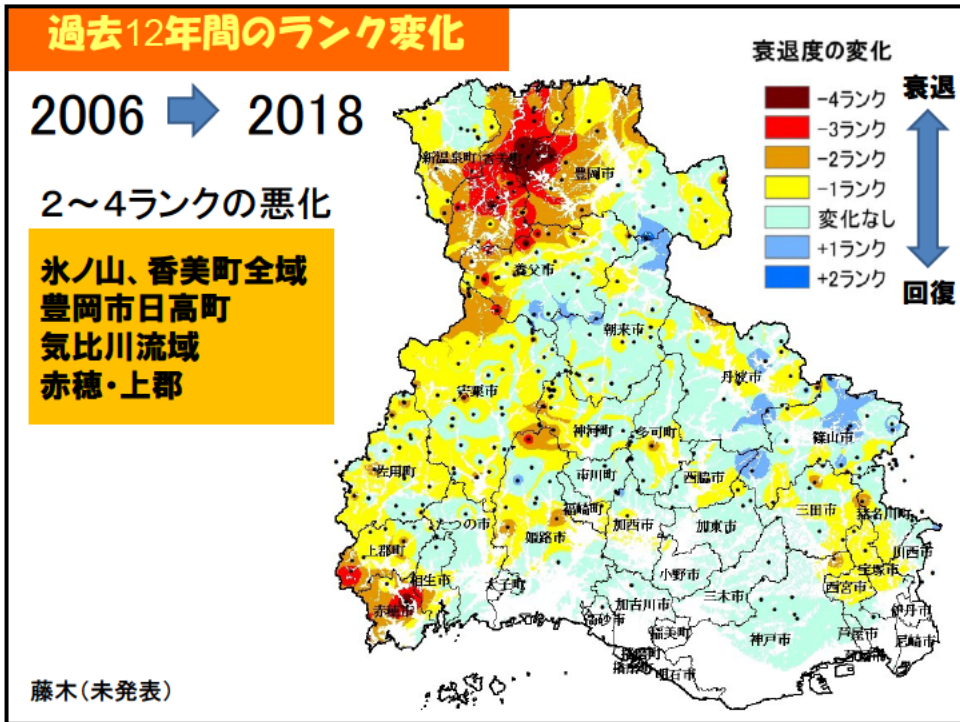 過去12年間のランク変化
2006 2018
2～4ランクの悪化
氷ノ山、香美町全域
豊岡市日高町
気比川流域
赤穂・上郡
衰退度の変化
-4ランク
-3ランク
-2ランク
-1ランク
変化なし
+1ランク
+2ランク
衰退
回復
新温泉町
香美町
豊岡市
養父市
朝来市
丹波市
宍粟市
神河町
多可町
篠山市
佐用町
市川町
西脇市
三田市
猪名川町
たつの市
福崎町
加西市
加東市
川西市
上郡町
姫路市
宝塚市
相生市
太子町
小野市
西宮市
赤穂市
三木市
加古川市
高砂市
伊丹市
稲美町
神戸市
芦屋市
尼崎市
明石市
藤木(未発表)